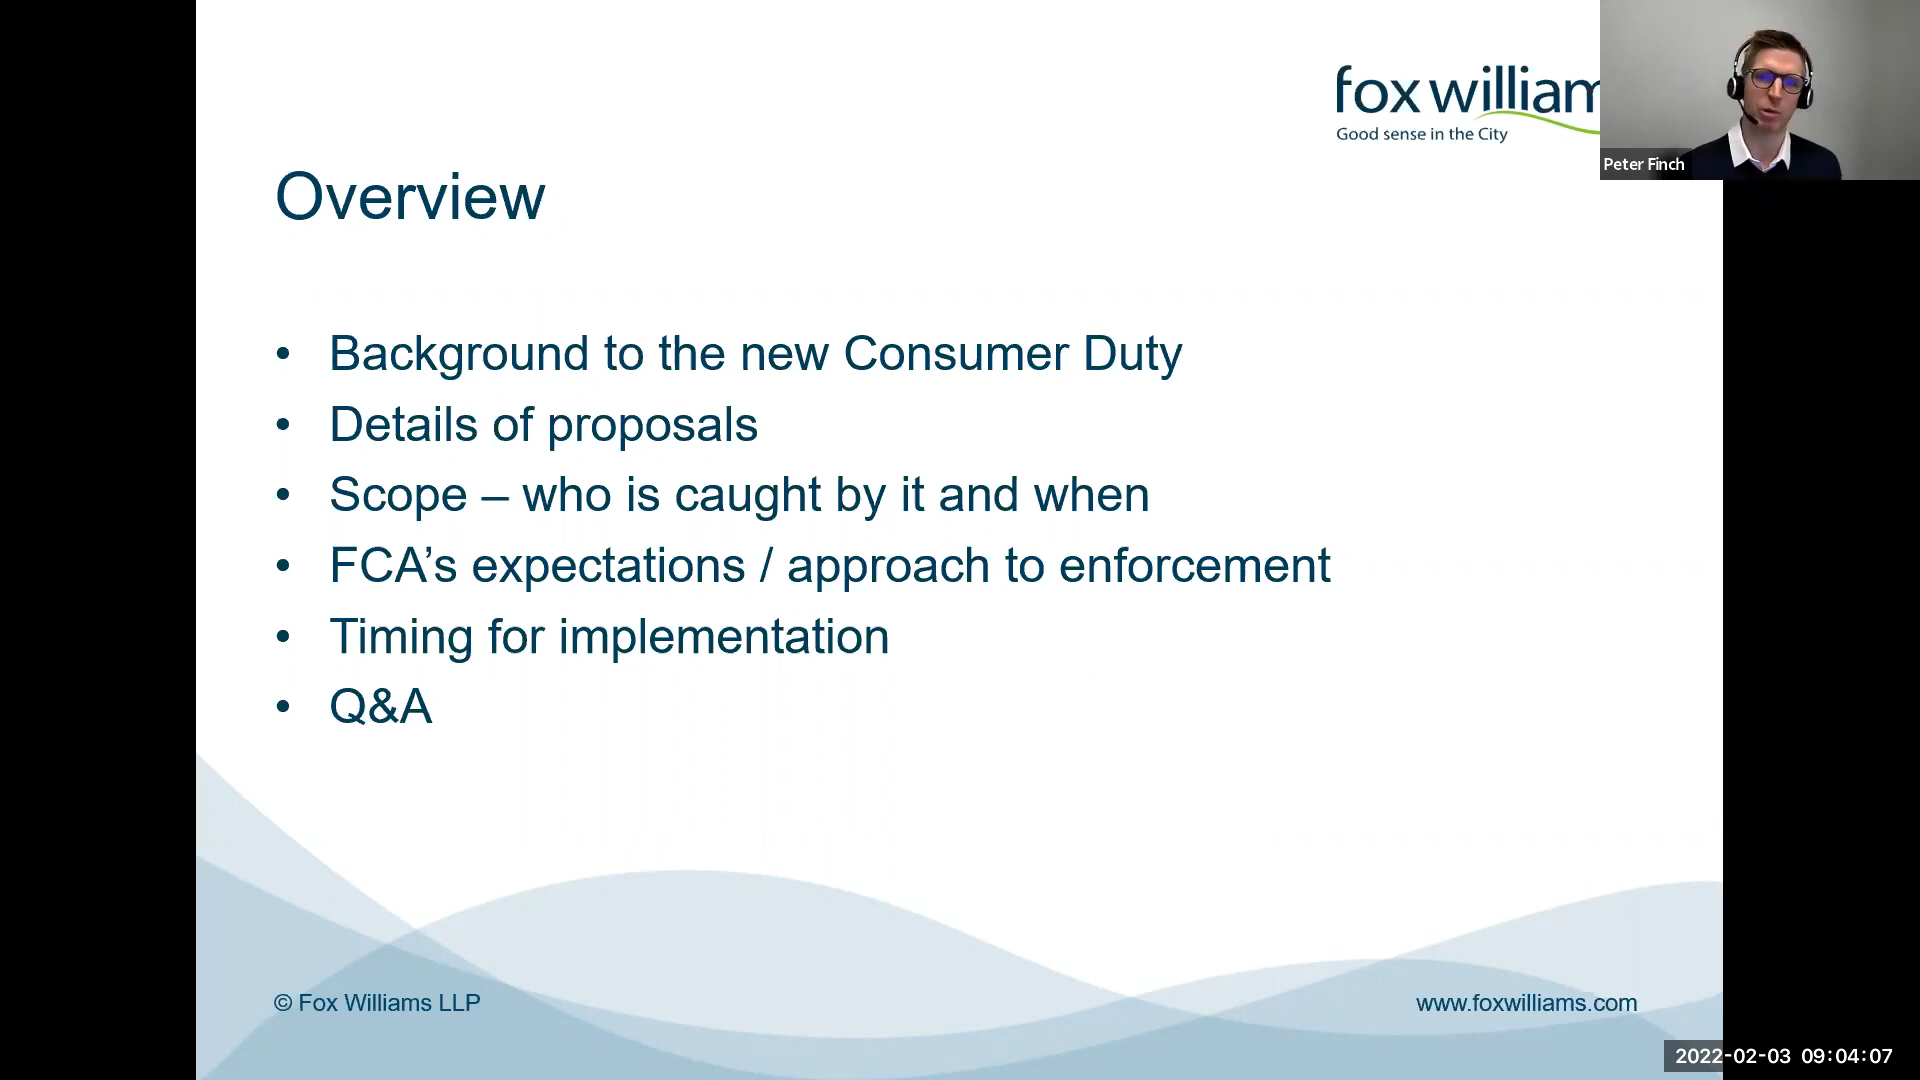 fox william
Good sense in the City
Peter Finch
Overview
• Background to the new Consumer Duty
• Details of proposals
• Scope – who is caught by it and when
• FCA’s expectations / approach to enforcement
• Timing for implementation
• Q&A
© Fox Williams LLP
www.foxwilliams.com
2022-02-03 09:04:07